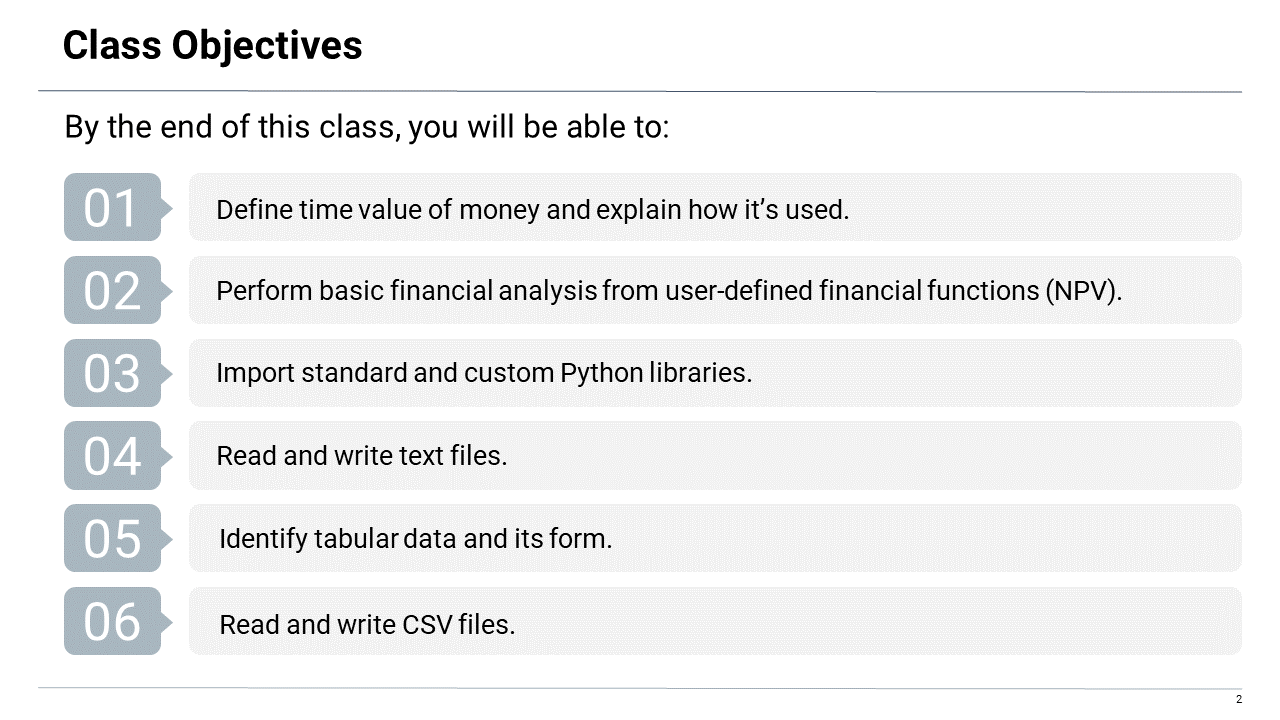 Class Objectives
By the end of this class, you will be able to:
01 Define time value of money and explain how it’s used.
02 Perform basic financial analysis from user-defined financial functions (NPV).
03 Import standard and custom Python libraries.
04 Read and write text files.
05 Identify tabular data and its form.
06 Read and write CSV files.
2